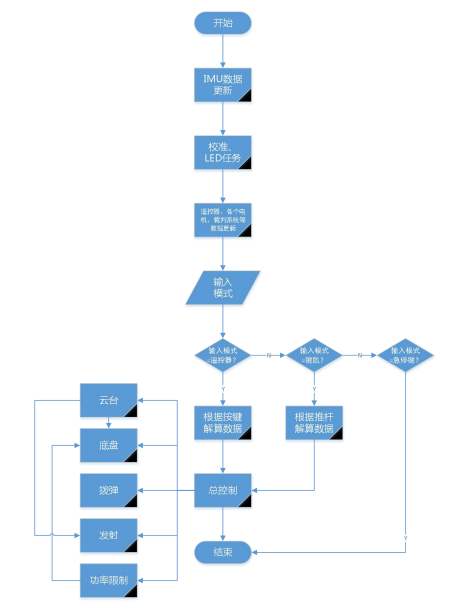 开始
IMU数据
更新
校准、
LED任务
遥控器、各个电
机、裁判系统等
数据更新
输入
模式
输入模式
=遥控器?
N
输入模式
=键鼠?
N
输入模式
=急停键?
Y
Y
云台
根据按键
解算数据
根据推杆
解算数据
底盘
拨弹
总控制
发射
Y
结束
功率限制